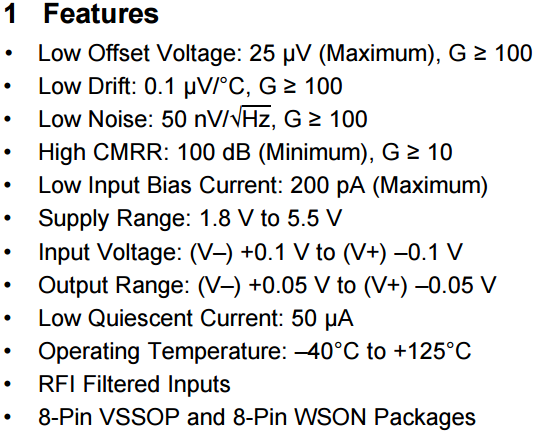 1 Features
• Low Offset Voltage: 25 µV (Maximum), G ≥ 100
• Low Drift: 0.1 µV/°C, G ≥ 100
• Low Noise: 50 nV/√Hz, G ≥ 100
• High CMRR: 100 dB (Minimum), G ≥ 10
• Low Input Bias Current: 200 pA (Maximum)
• Supply Range: 1.8 V to 5.5 V
• Input Voltage: (V–) +0.1 V to (V+) –0.1 V
• Output Range: (V–) +0.05 V to (V+) –0.05 V
• Low Quiescent Current: 50 µA
• Operating Temperature: –40°C to +125°C
• RFI Filtered Inputs
• 8-Pin VSSOP and 8-Pin WSON Packages